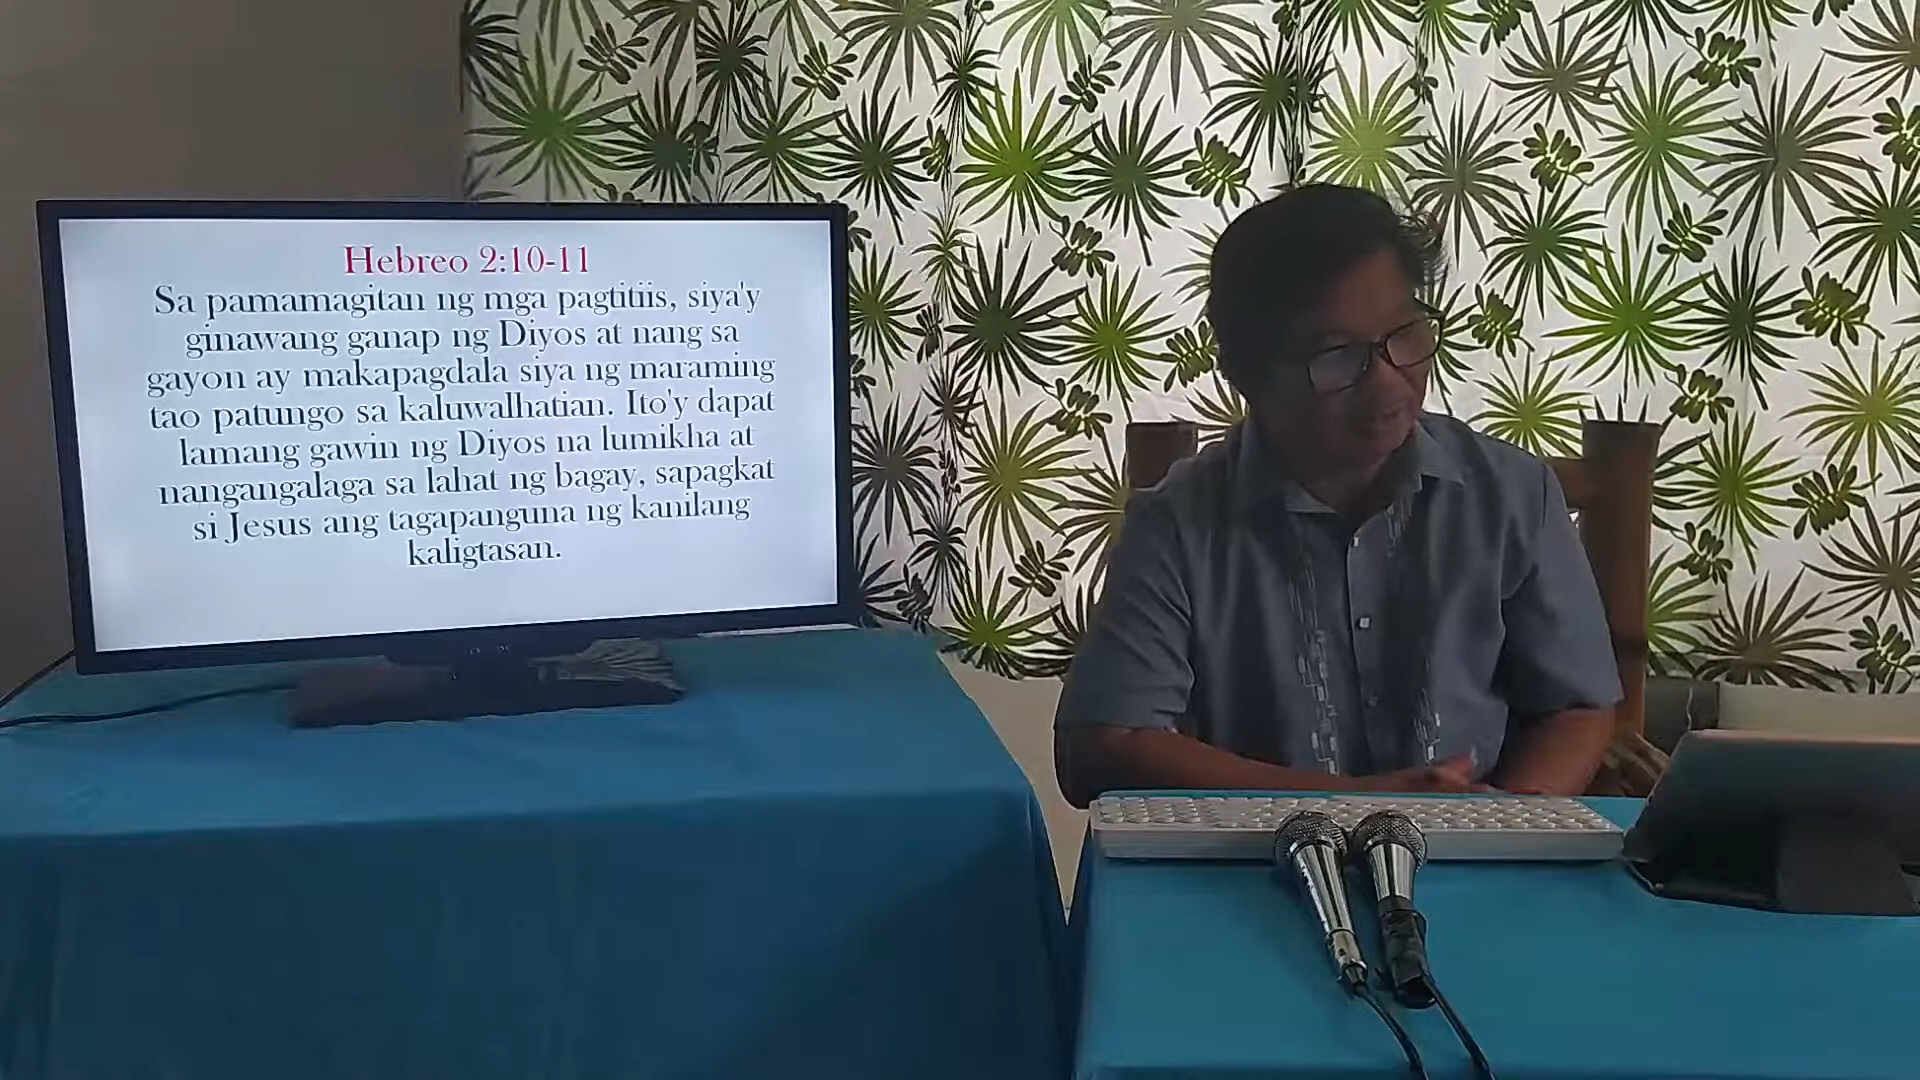 Hebreo 2:10-11
Sa pamamagitan ng mga pagtitiis, siya'y
ginawang ganap ng Diyos at nang sa
gayon ay makapagdala siya ng maraming
tao patungo sa kaluwalhatian. Ito'y dapat
lamang gawin ng Diyos na lumikha at
nangangalaga sa lahat ng bagay, sapagkat
si Jesus ang tagapanguna ng kanilang
kaligtasan.